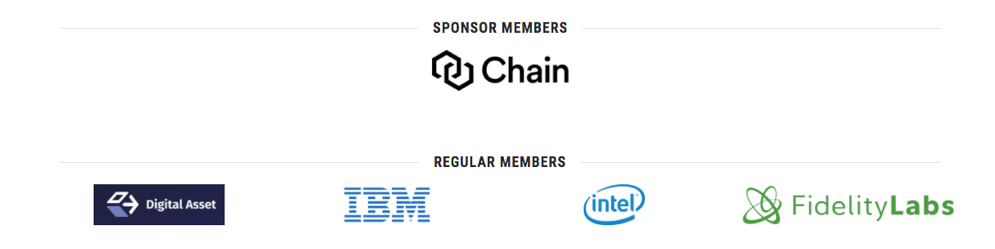 SPONSOR MEMBERS
Chain
REGULAR MEMBERS
Digital Asset
IBM
intel
FidelityLabs